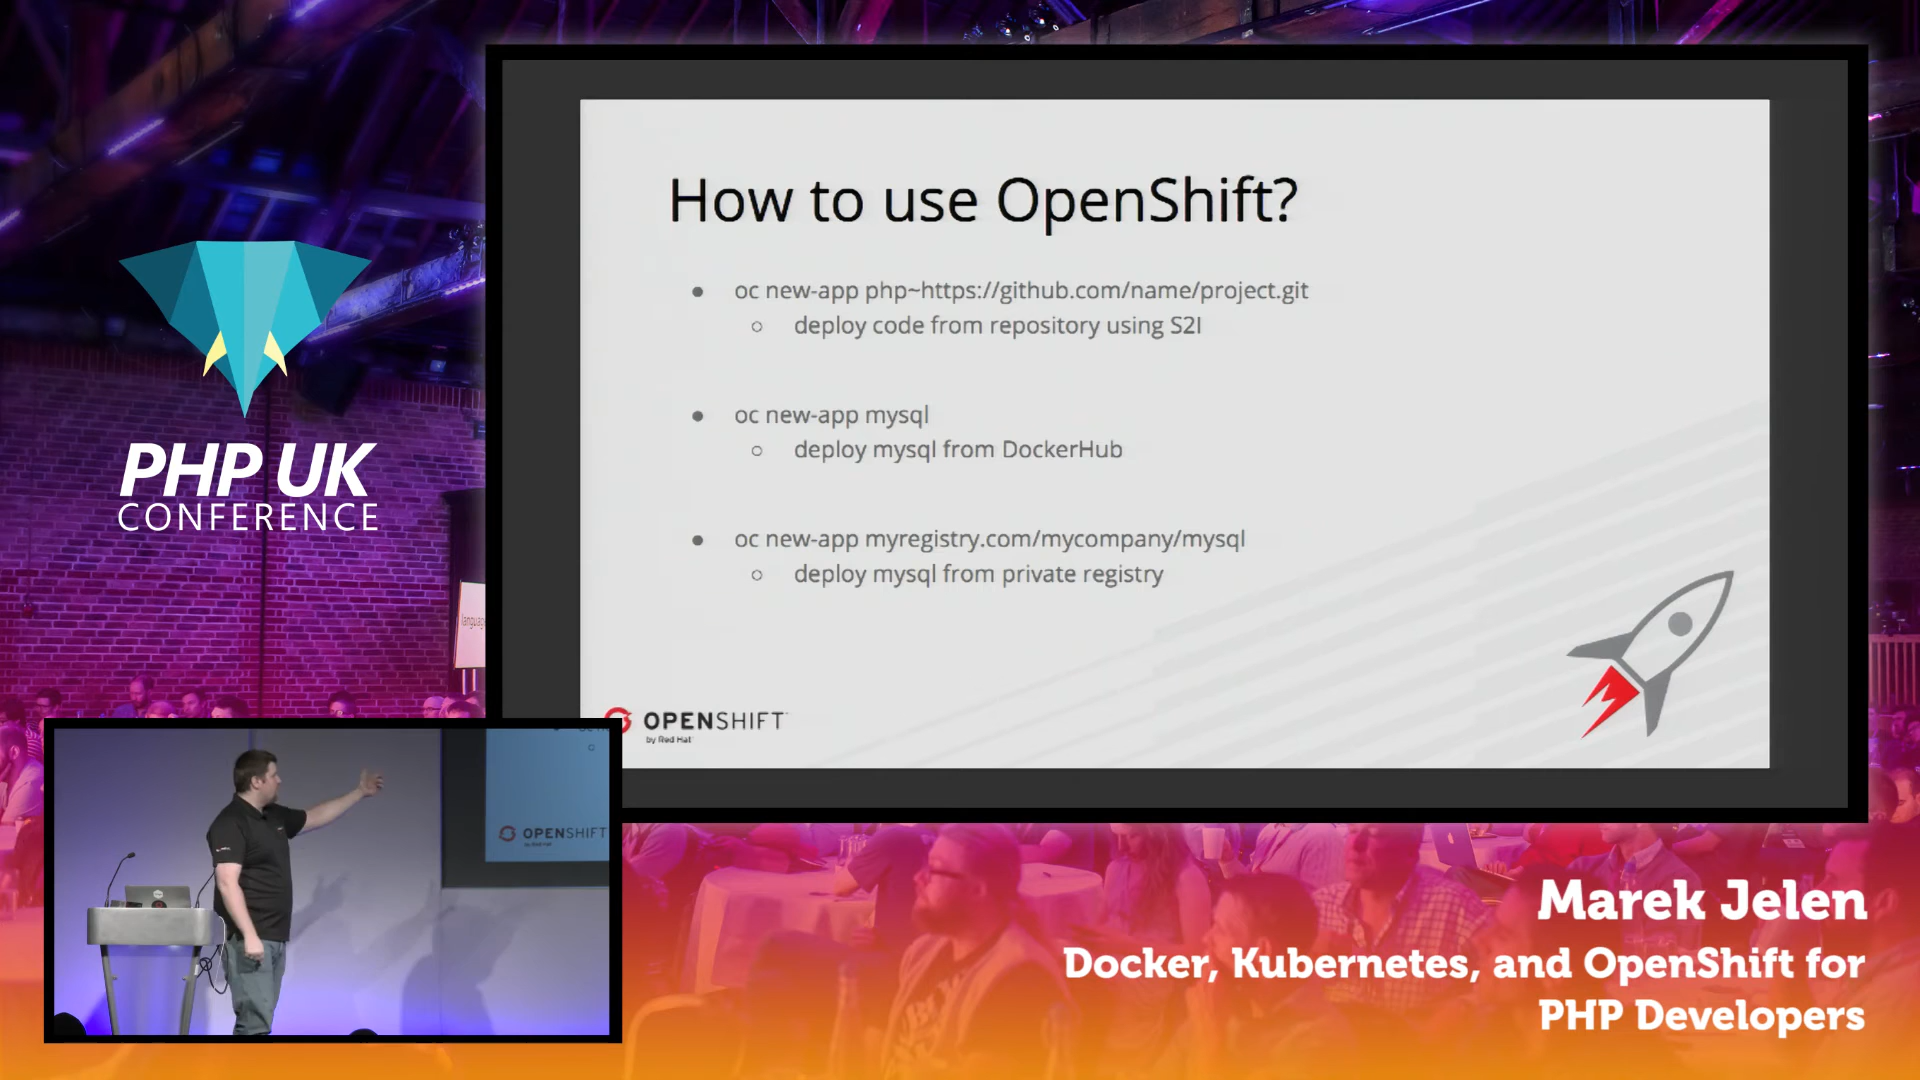 How to use OpenShift?
● oc new-app php~https://github.com/name/project.git
○ deploy code from repository using S2I
● oc new-app mysql
○ deploy mysql from DockerHub
● oc new-app myregistry.com/mycompany/mysql
○ deploy mysql from private registry
OPENSHIFT
by Red Hat
PHP UK
CONFERENCE
OPENSHIFT
by Red Hat
Marek Jelen
Docker, Kubernetes, and OpenShift for
PHP Developers